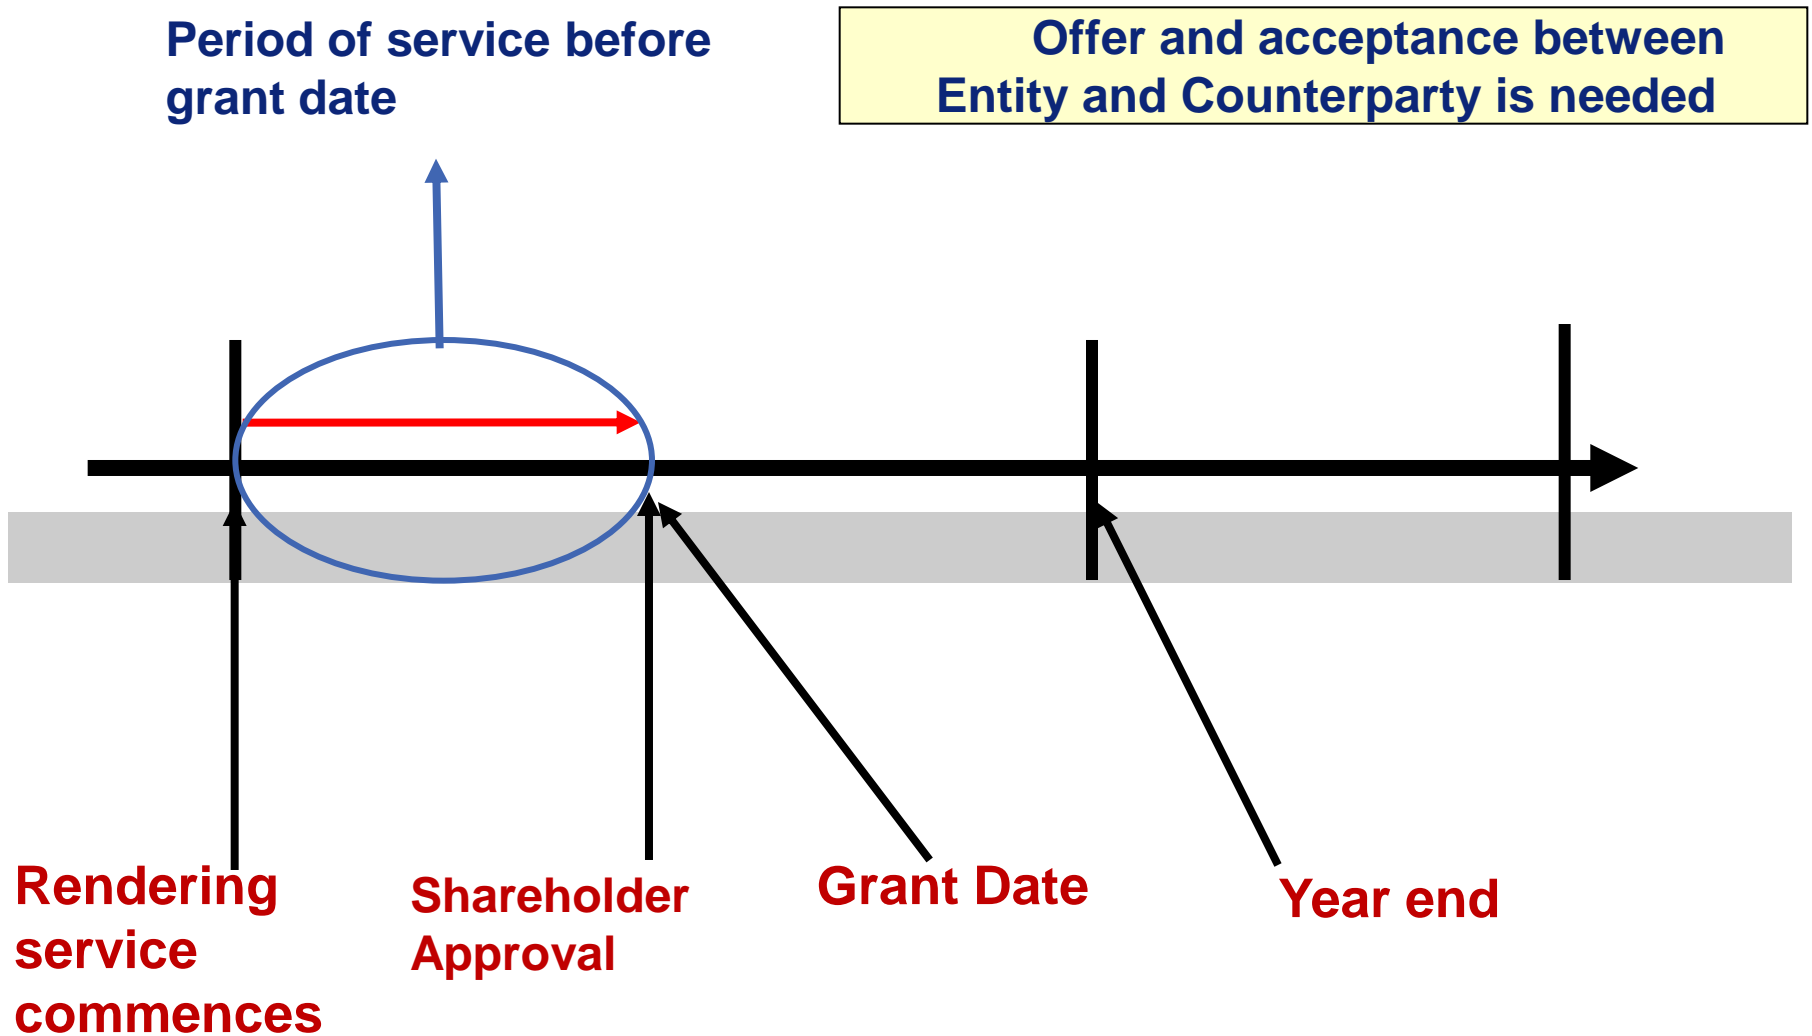 Period of service before
grant date
Offer and acceptance between
Entity and Counterparty is needed
Rendering
service
commences
Shareholder
Approval
Grant Date
Year end